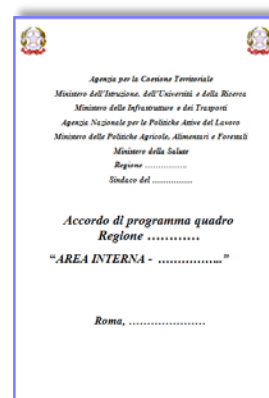 Agenzia per la Coesione Territoriale
Ministero dell'Istruzione, dell'Università e della Ricerca
Ministero delle Infrastrutture e dei Trasporti
Agenzia Nazionale per le Politiche Attive del Lavoro
Ministero delle Politiche Agricole, Alimentari e Forestali
Ministero della Salute
Regione ................
Sindaco del ...............
Accordo di programma quadro
Regione ............
"AREA INTERNA - ................"
Roma, ......................